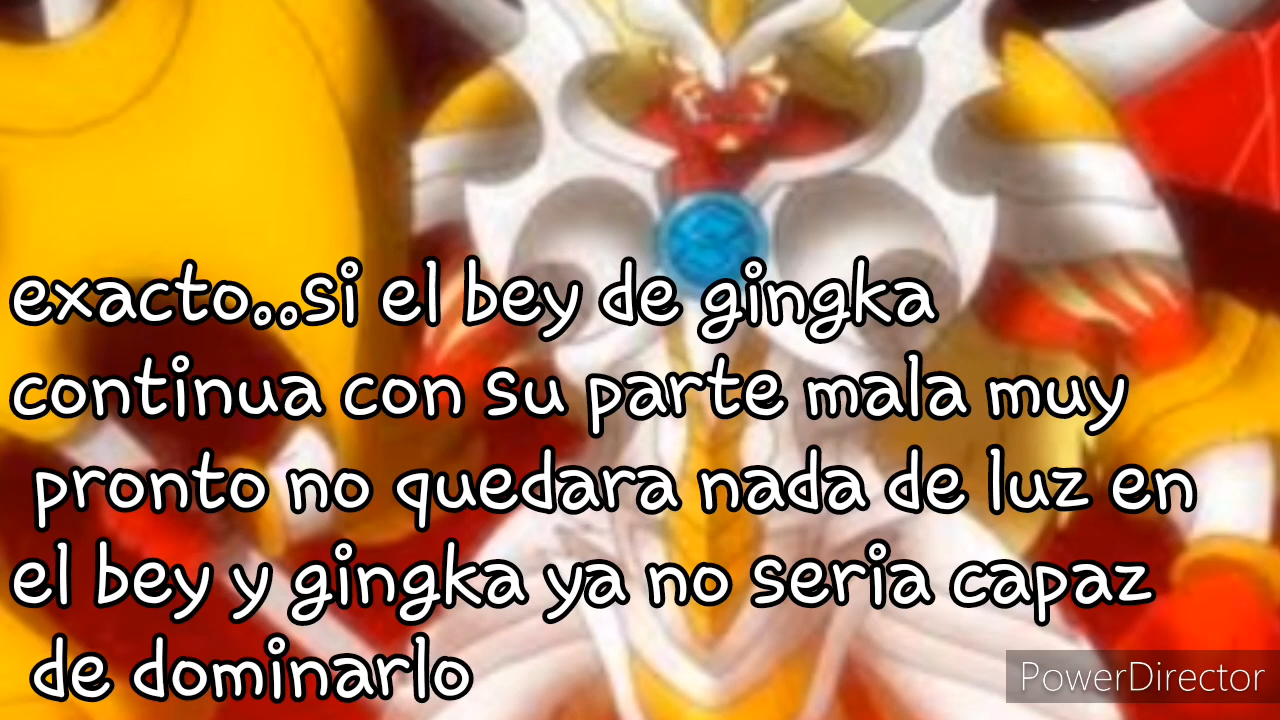 exacto..si el bey de gingka
continua con su parte mala muy
pronto no quedara nada de luz en
el bey y gingka ya no seria capaz
de dominarlo
PowerDirector